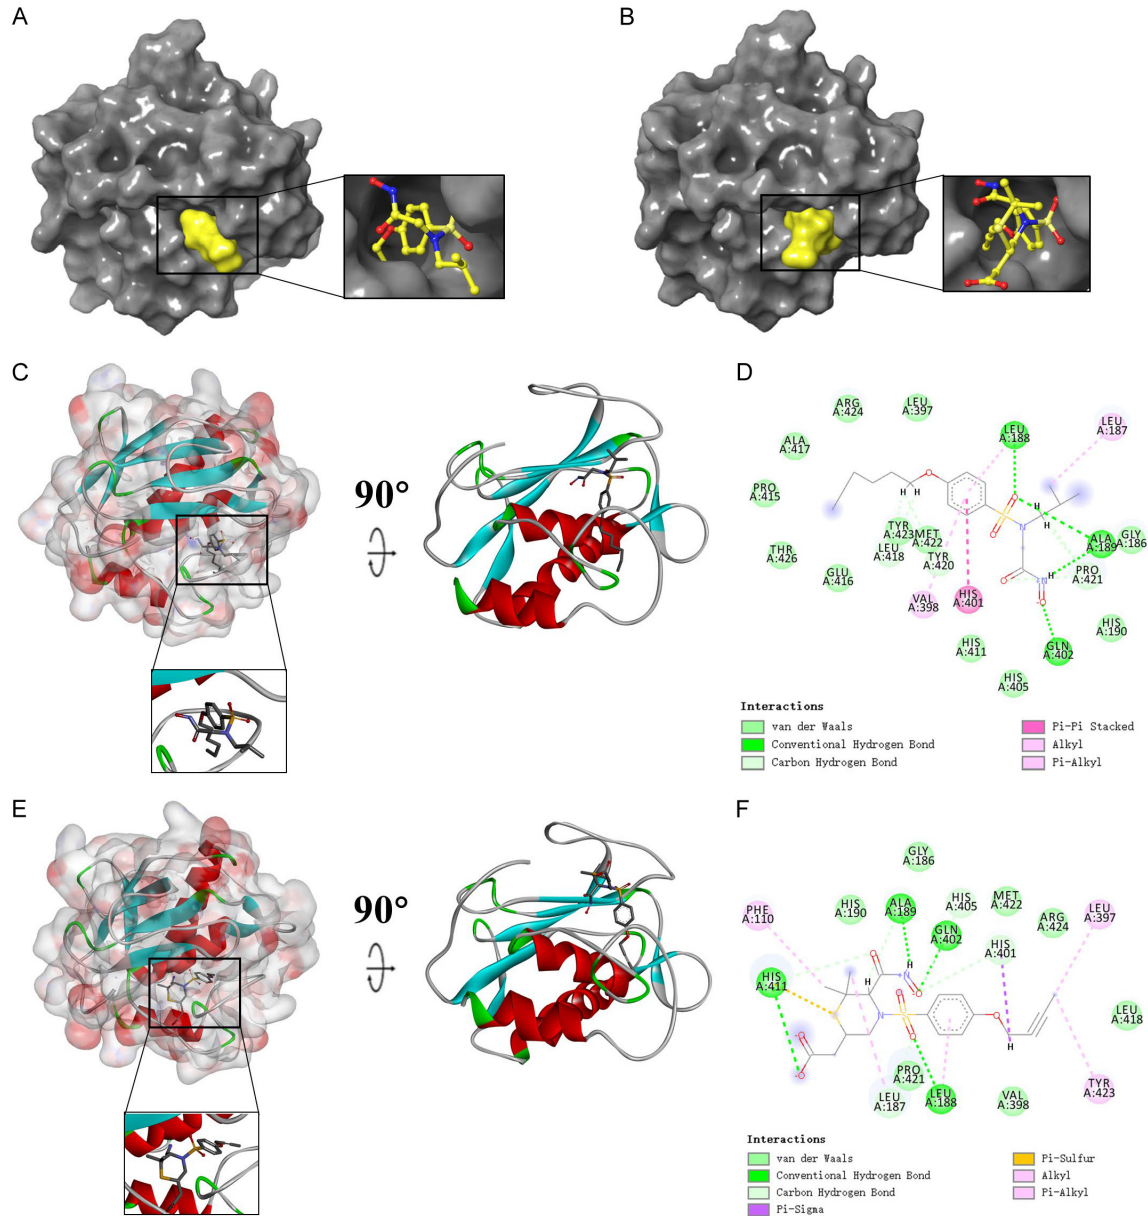 A
B
C
90°
D
ARG
A:424
LEU
A:397
LEU
A:188
LEU
A:187
ALA
A:417
PRO
A:415
O
S
O
O
N
H
H
H
H
TYR
A:423
MET
A:422
ALA
A:189
GLY
A:186
THR
A:426
LEU
A:418
TYR
A:420
PRO
A:421
GLU
A:416
O
N
H
O
VAL
A:398
HIS
A:401
HIS
A:190
HIS
A:411
GLN
A:402
HIS
A:405
Interactions
van der Waals
Conventional Hydrogen Bond
Carbon Hydrogen Bond
Pi-Pi Stacked
Alkyl
Pi-Alkyl
E
90°
F
GLY
A:186
PHE
A:110
HIS
A:190
ALA
A:189
HIS
A:405
MET
A:422
GLN
A:402
ARG
A:424
LEU
A:397
HIS
A:401
HIS
A:411
O
H
N
H
O
N
S
O
O
O
H
LEU
A:418
O
O
PRO
A:421
LEU
A:187
LEU
A:188
VAL
A:398
TYR
A:423
Interactions
van der Waals
Conventional Hydrogen Bond
Carbon Hydrogen Bond
Pi-Sigma
Pi-Sulfur
Alkyl
Pi-Alkyl